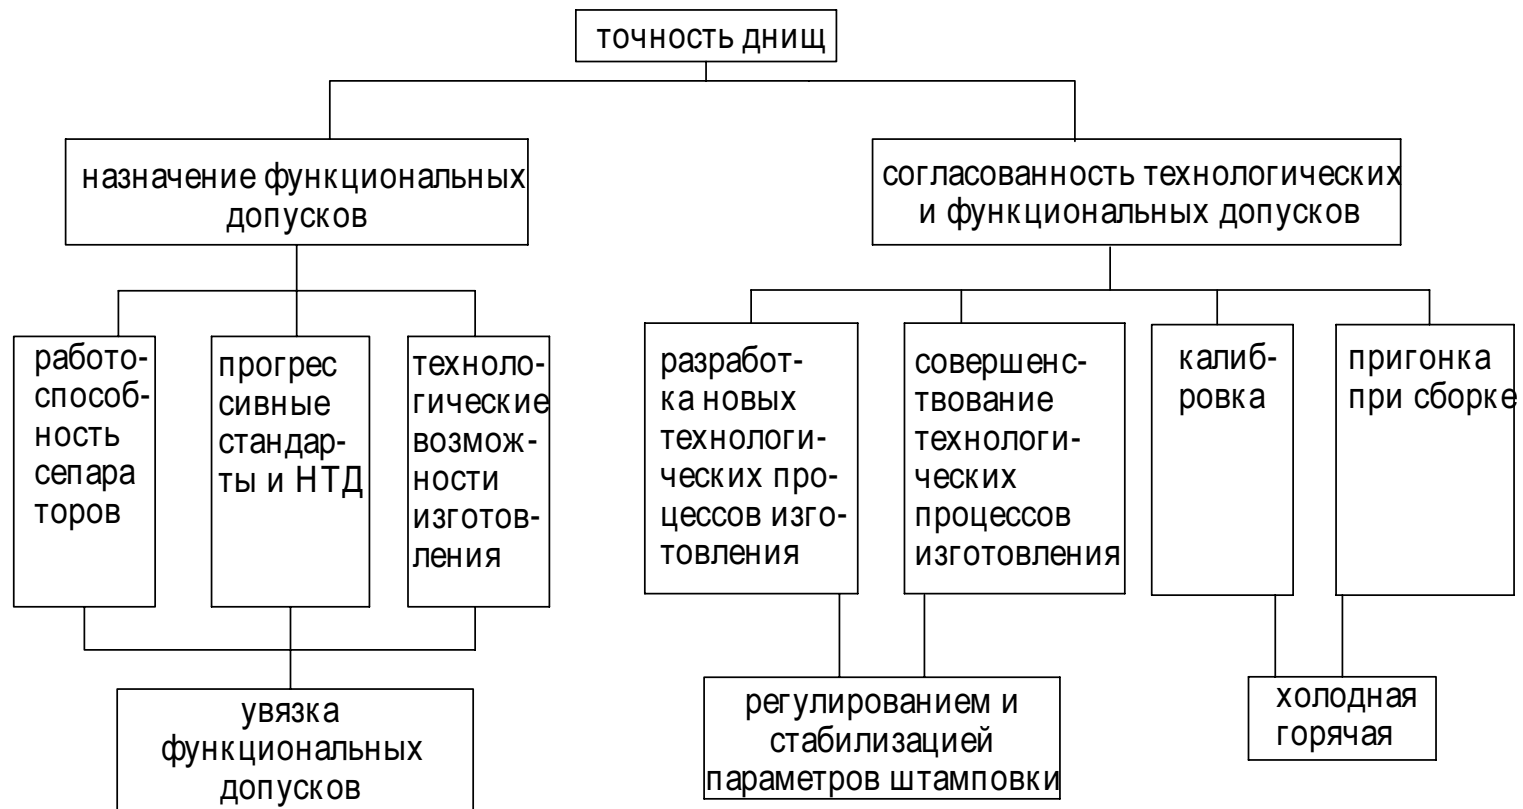 точность днищ
назначение функциональных
допусков
согласованность технологических
и функциональных допусков
работо-
способ-
ность
сепара
торов
прогрес
сивные
стандар-
ты и НТД
техноло-
гические
возмож-
ности
изготов-
ления
разработ-
ка новых
технологи-
ческих про-
цессов изго-
товления
совершенс-
твование
технологи-
ческих
процессов
изготовления
калиб-
ровка
пригонка
при сборке
увязка
функциональных
допусков
регулированием и
стабилизацией
параметров штамповки
холодная
горячая